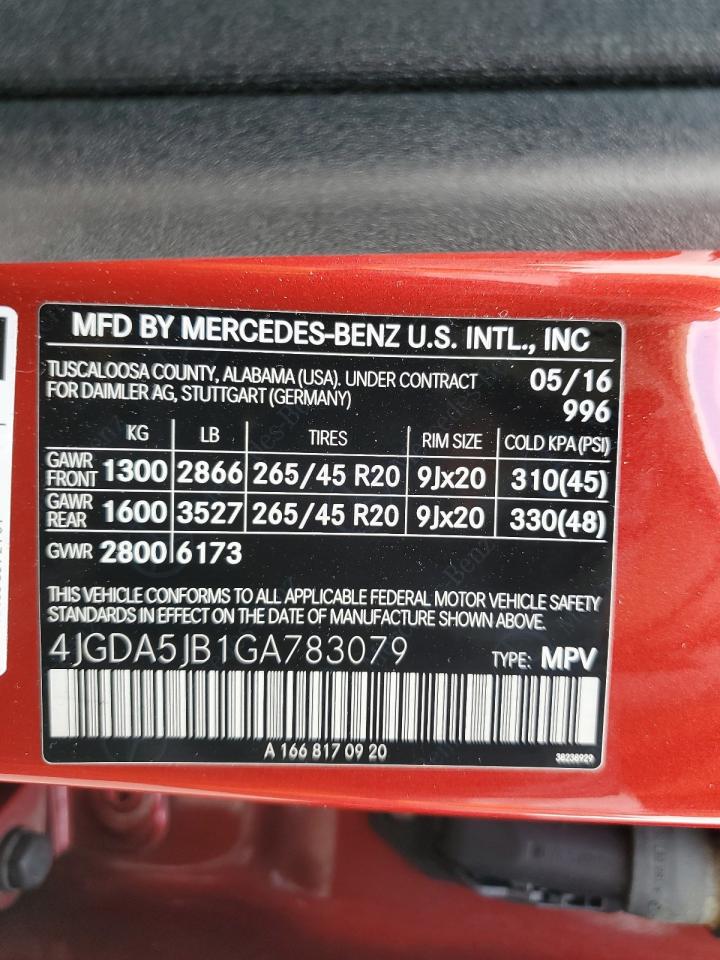 MFD BY MERCEDES-BENZ U.S. INTL., INC
TUSCALOOSA COUNTY, ALABAMA (USA), UNDER CONTRACT 05/16
FOR DAIMLER AG, STUTTGART (GERMANY) 996
KG LB TIRES RIM SIZE COLD KPA (PSI)
GAWR FRONT 1300 2866 265/45 R20 9Jx20 310(45)
GAWR REAR 1600 3527 265/45 R20 9Jx20 330(48)
GVWR 2800 6173
THIS VEHICLE CONFORMS TO ALL APPLICABLE FEDERAL MOTOR VEHICLE SAFETY
STANDARDS IN EFFECT ON THE DATE OF MANUFACTURE SHOWN ABOVE.
4JGDA5JB1GA783079 TYPE: MPV
A 166 817 09 20 38238929